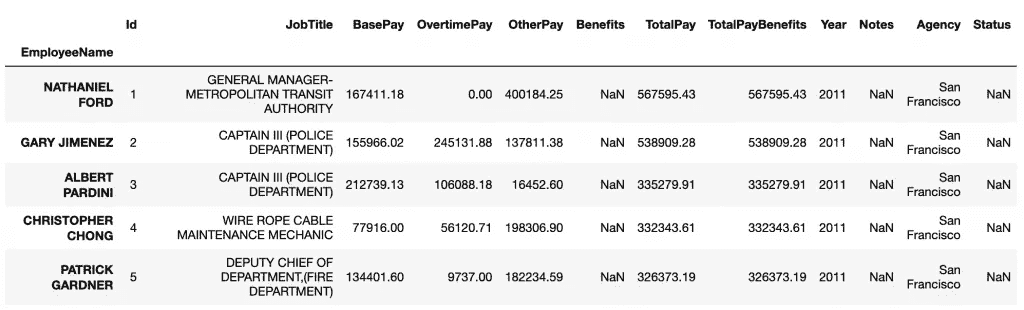 Id JobTitle BasePay OvertimePay OtherPay Benefits TotalPay TotalPayBenefits Year Notes Agency Status
EmployeeName
NATHANIEL FORD 1 GENERAL MANAGER-METROPOLITAN TRANSIT AUTHORITY 167411.18 0.00 400184.25 NaN 567595.43 567595.43 2011 NaN San Francisco NaN
GARY JIMENEZ 2 CAPTAIN III (POLICE DEPARTMENT) 155966.02 245131.88 137811.38 NaN 538909.28 538909.28 2011 NaN San Francisco NaN
ALBERT PARDINI 3 CAPTAIN III (POLICE DEPARTMENT) 212739.13 106088.18 16452.60 NaN 335279.91 335279.91 2011 NaN San Francisco NaN
CHRISTOPHER CHONG 4 WIRE ROPE CABLE MAINTENANCE MECHANIC 77916.00 56120.71 198306.90 NaN 332343.61 332343.61 2011 NaN San Francisco NaN
PATRICK GARDNER 5 DEPUTY CHIEF OF DEPARTMENT,(FIRE DEPARTMENT) 134401.60 9737.00 182234.59 NaN 326373.19 326373.19 2011 NaN San Francisco NaN